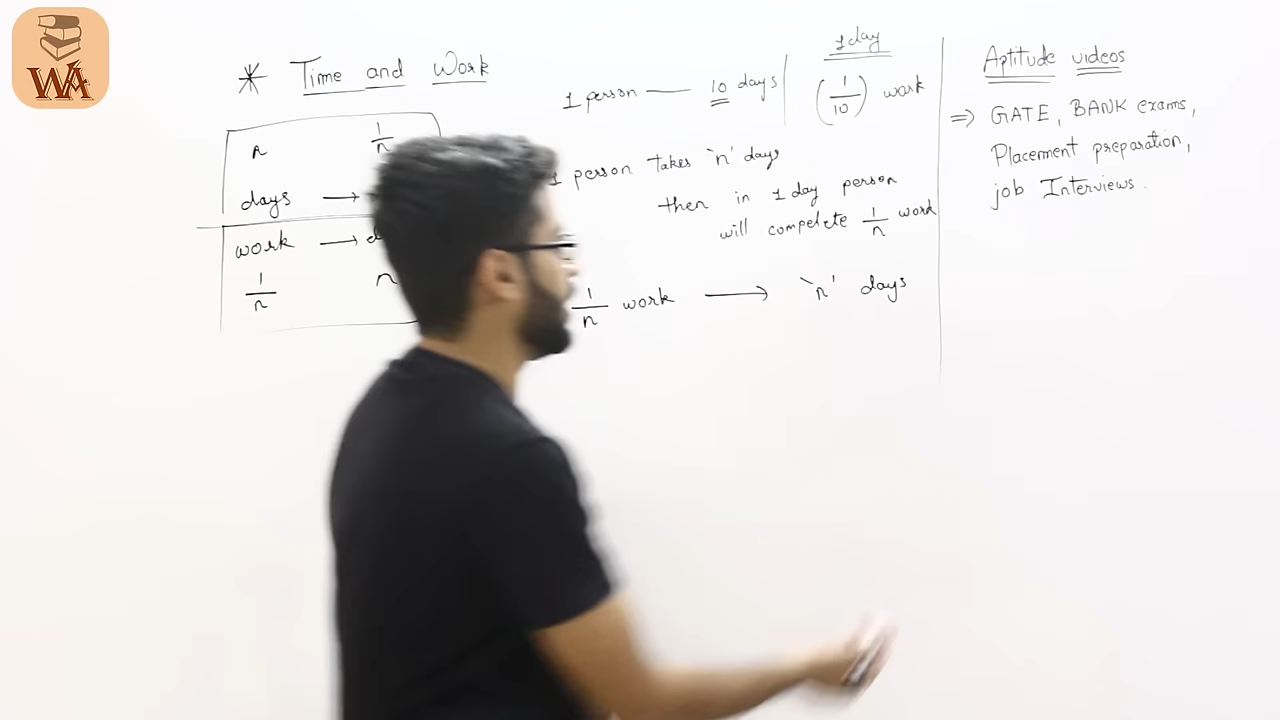 WA
* Time and Work
n 1/n
days →
work → d
1/n n
1 person — 10 days
1 day
(1/10) work
1 person takes `n' days
then in 1 day person
will compelete 1/n work
1/n work → `n' days
Aptitude videos
⇒ GATE, BANK exams,
Placement preparation,
job Interviews.